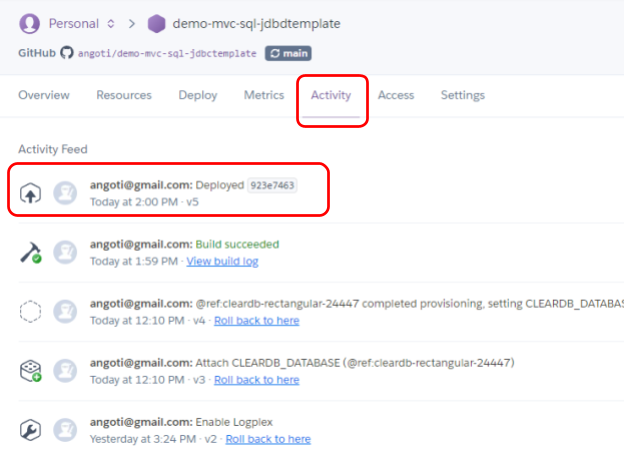 Personal > demo-mvc-sql-jdbdtemplate
GitHub angoti/demo-mvc-sql-jdbctemplate main
Overview Resources Deploy Metrics Activity Access Settings
Activity Feed
angoti@gmail.com: Deployed 923e7463
Today at 2:00 PM · v5
angoti@gmail.com: Build succeeded
Today at 1:59 PM · View build log
angoti@gmail.com: @ref:cleardb-rectangular-24447 completed provisioning, setting CLEARDB_DATABAS
Today at 12:10 PM · v4 · Roll back to here
angoti@gmail.com: Attach CLEARDB_DATABASE (@ref:cleardb-rectangular-24447)
Today at 12:10 PM · v3 · Roll back to here
angoti@gmail.com: Enable Logplex
Yesterday at 3:24 PM · v2 · Roll back to here